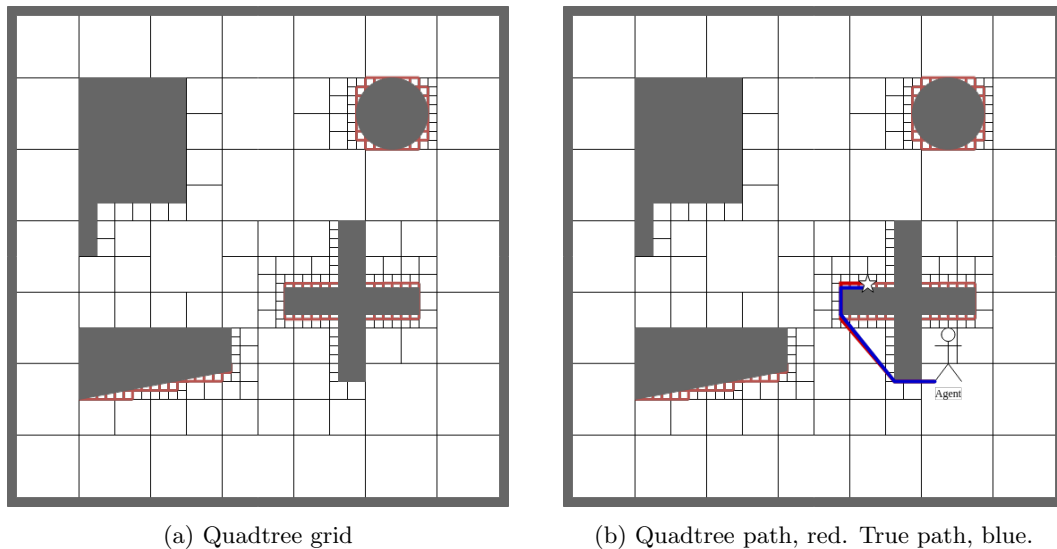 Agent
(a) Quadtree grid
(b) Quadtree path, red. True path, blue.